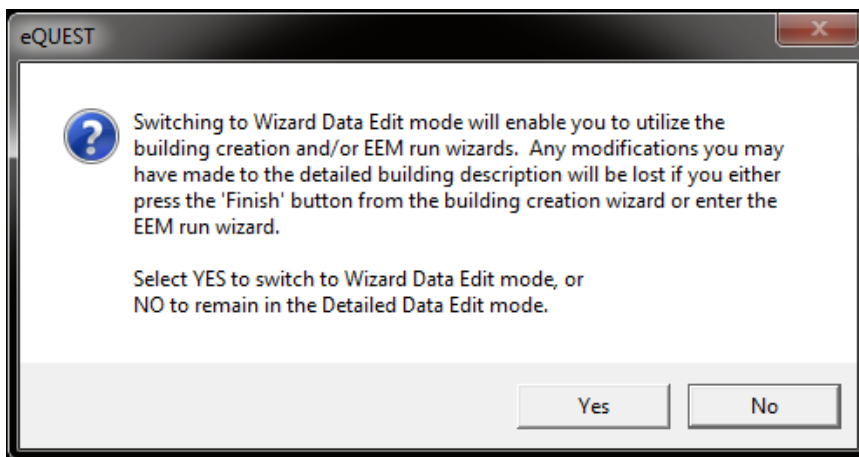 eQUEST
Switching to Wizard Data Edit mode will enable you to utilize the
building creation and/or EEM run wizards.  Any modifications you may
have made to the detailed building description will be lost if you either
press the 'Finish' button from the building creation wizard or enter the
EEM run wizard.
Select YES to switch to Wizard Data Edit mode, or
NO to remain in the Detailed Data Edit mode.
Yes No